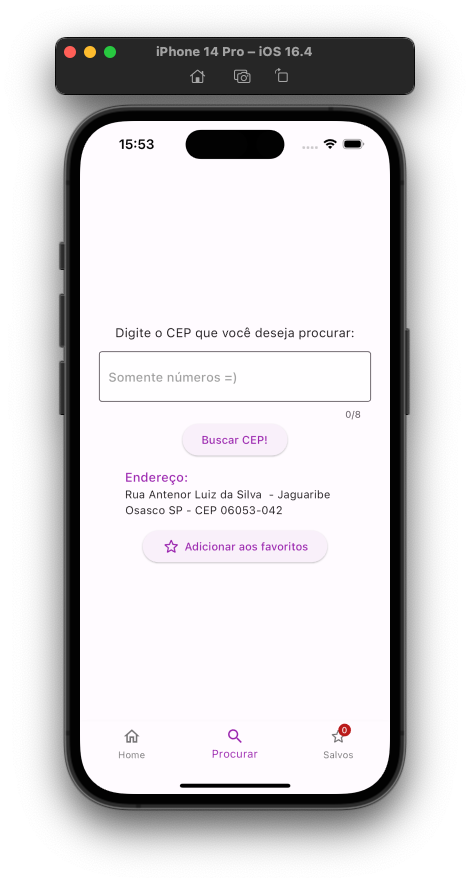 iPhone 14 Pro – iOS 16.4
15:53
Digite o CEP que você deseja procurar:
Somente números =)
0/8
Buscar CEP!
Endereço:
Rua Antenor Luiz da Silva  - Jaguaribe
Osasco SP - CEP 06053-042
Adicionar aos favoritos
0
Home
Procurar
Salvos